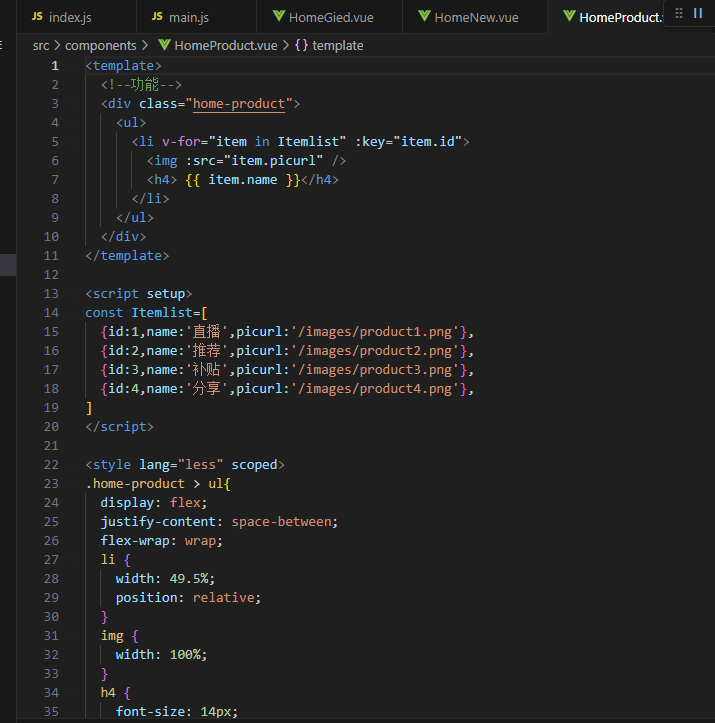 JS index.js JS main.js HomeGied.vue HomeNew.vue HomeProduct.
src > components > HomeProduct.vue > {} template
1 <template>
2 <!--功能-->
3 <div class="home-product">
4 <ul>
5 <li v-for="item in Itemlist" :key="item.id">
6 <img :src="item.picurl" />
7 <h4> {{ item.name }}</h4>
8 </li>
9 </ul>
10 </div>
11 </template>
12
13 <script setup>
14 const Itemlist=[
15 {id:1,name:'直播',picurl:'/images/product1.png'},
16 {id:2,name:'推荐',picurl:'/images/product2.png'},
17 {id:3,name:'补贴',picurl:'/images/product3.png'},
18 {id:4,name:'分享',picurl:'/images/product4.png'},
19 ]
20 </script>
21
22 <style lang="less" scoped>
23 .home-product > ul{
24 display: flex;
25 justify-content: space-between;
26 flex-wrap: wrap;
27 li {
28 width: 49.5%;
29 position: relative;
30 }
31 img {
32 width: 100%;
33 }
34 h4 {
35 font-size: 14px;